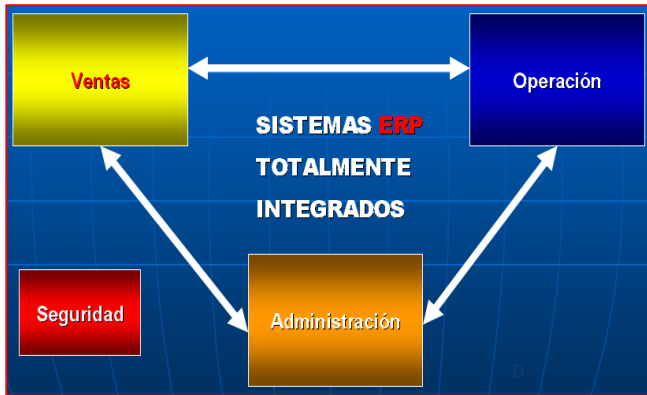 Ventas
Operación
SISTEMAS ERP
TOTALMENTE
INTEGRADOS
Seguridad
Administración
D